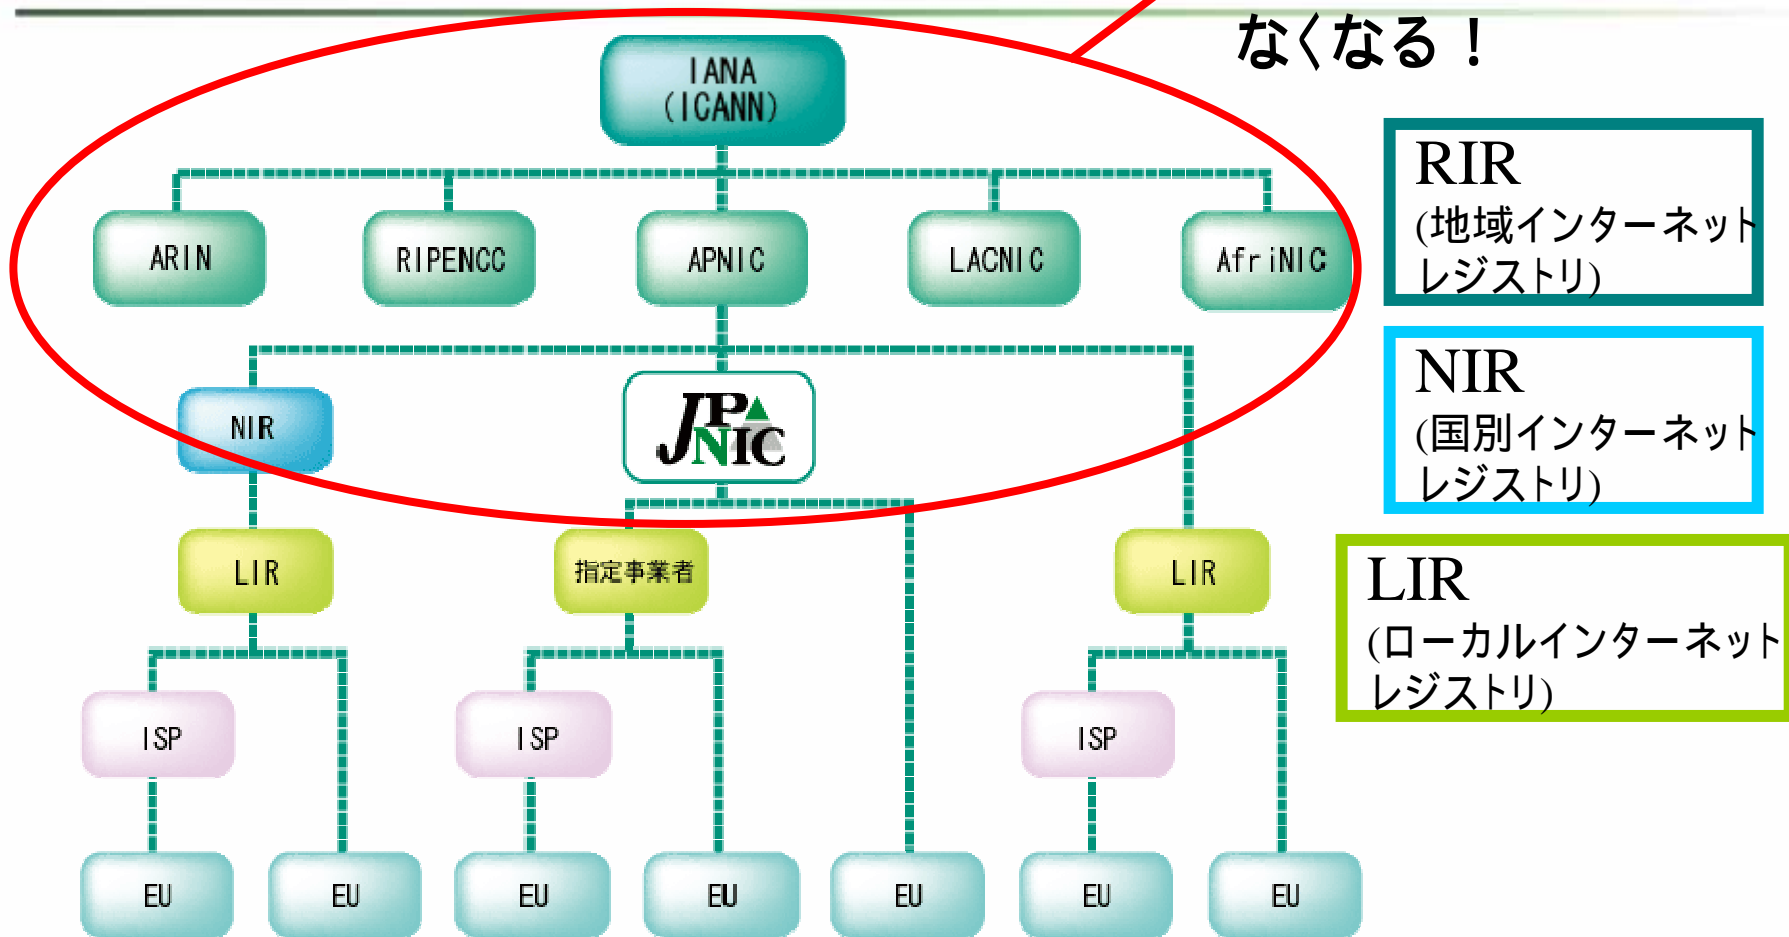 なくなる！
IANA
(ICANN)
ARIN
RIPENCC
APNIC
LACNIC
AfriNIC
NIR
JPNIC
LIR
指定事業者
LIR
ISP
ISP
ISP
EU
EU
EU
EU
EU
EU
EU
RIR
(地域インターネット
レジストリ)
NIR
(国別インターネット
レジストリ)
LIR
(ローカルインターネット
レジストリ)